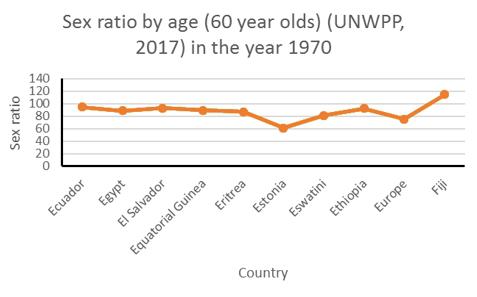 Sex ratio by age (60 year olds) (UNWPP,
2017) in the year 1970
Sex ratio
140
120
100
80
60
40
20
0
Ecuador
Egypt
El Salvador
Equatorial Guinea
Eritrea
Estonia
Eswatini
Ethiopia
Europe
Fiji
Country